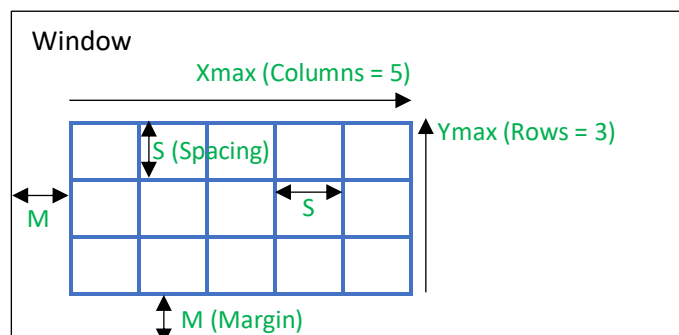 Window
Xmax (Columns = 5)
Ymax (Rows = 3)
S (Spacing)
S
M
M (Margin)